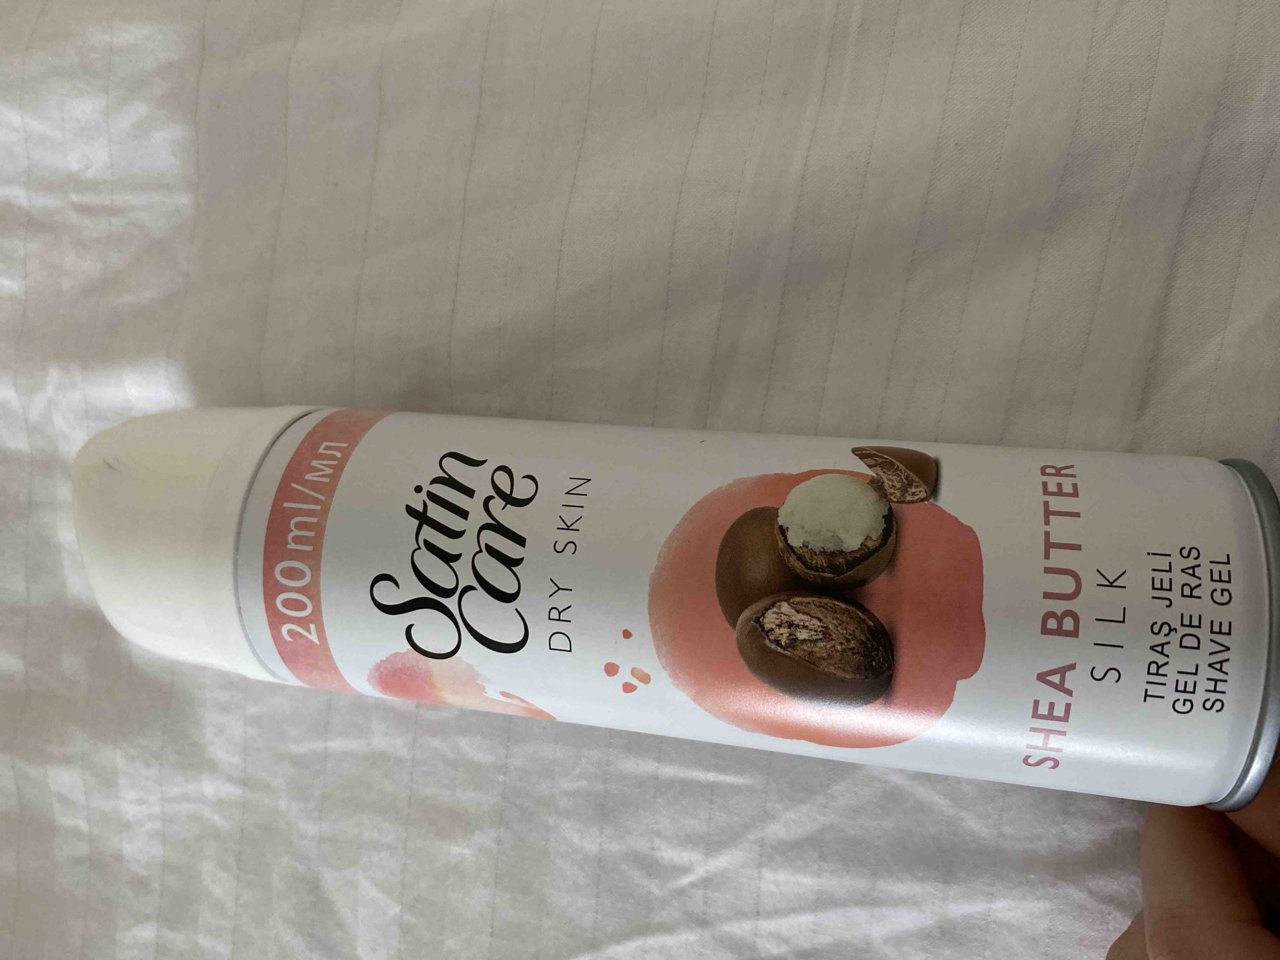 200 ml/мл
Satin
Care
DRY SKIN
SHEA BUTTER
SILK
TIRAŞ JELİ
GEL DE RAS
SHAVE GEL